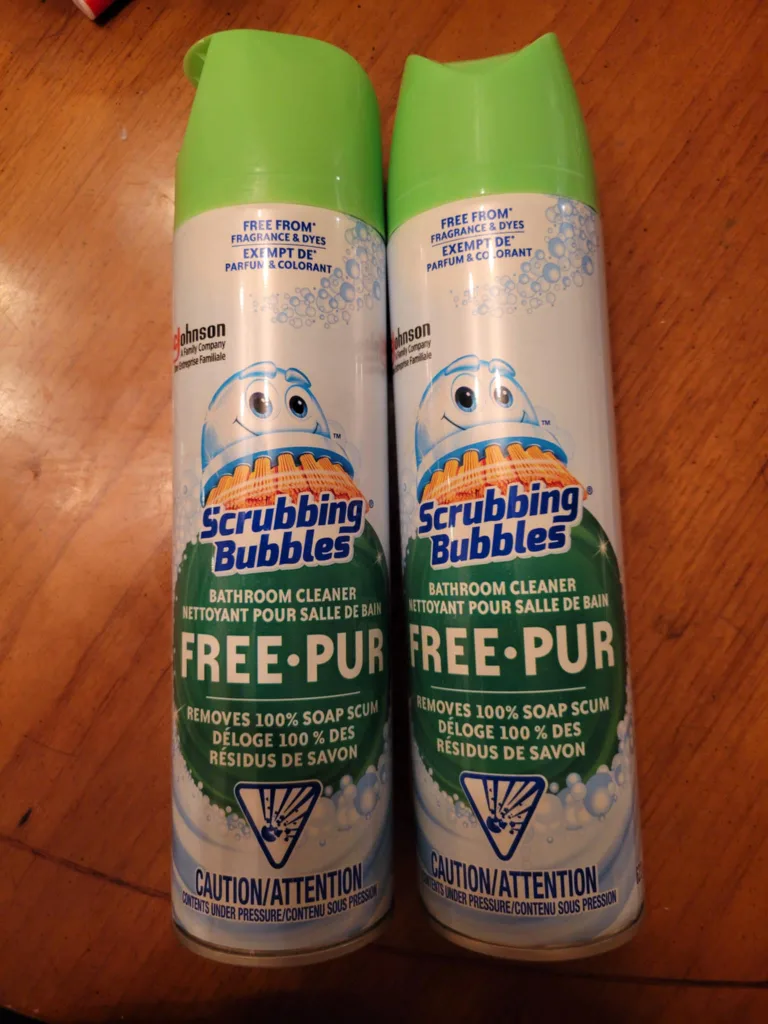 FREE FROM*
FRAGRANCE & DYES
EXEMPT DE*
PARFUM & COLORANT
Johnson
A Family Company
Entreprise Familiale
™
Scrubbing®
Bubbles
BATHROOM CLEANER
NETTOYANT POUR SALLE DE BAIN
FREE•PUR
REMOVES 100% SOAP SCUM
DÉLOGE 100 % DES
RÉSIDUS DE SAVON
CAUTION/ATTENTION
CONTENTS UNDER PRESSURE/CONTENU SOUS PRESSION
FREE FROM*
FRAGRANCE & DYES
EXEMPT DE*
PARFUM & COLORANT
Johnson
A Family Company
Entreprise Familiale
™
Scrubbing®
Bubbles
BATHROOM CLEANER
NETTOYANT POUR SALLE DE BAIN
FREE•PUR
REMOVES 100% SOAP SCUM
DÉLOGE 100 % DES
RÉSIDUS DE SAVON
CAUTION/ATTENTION
CONTENTS UNDER PRESSURE/CONTENU SOUS PRESSION